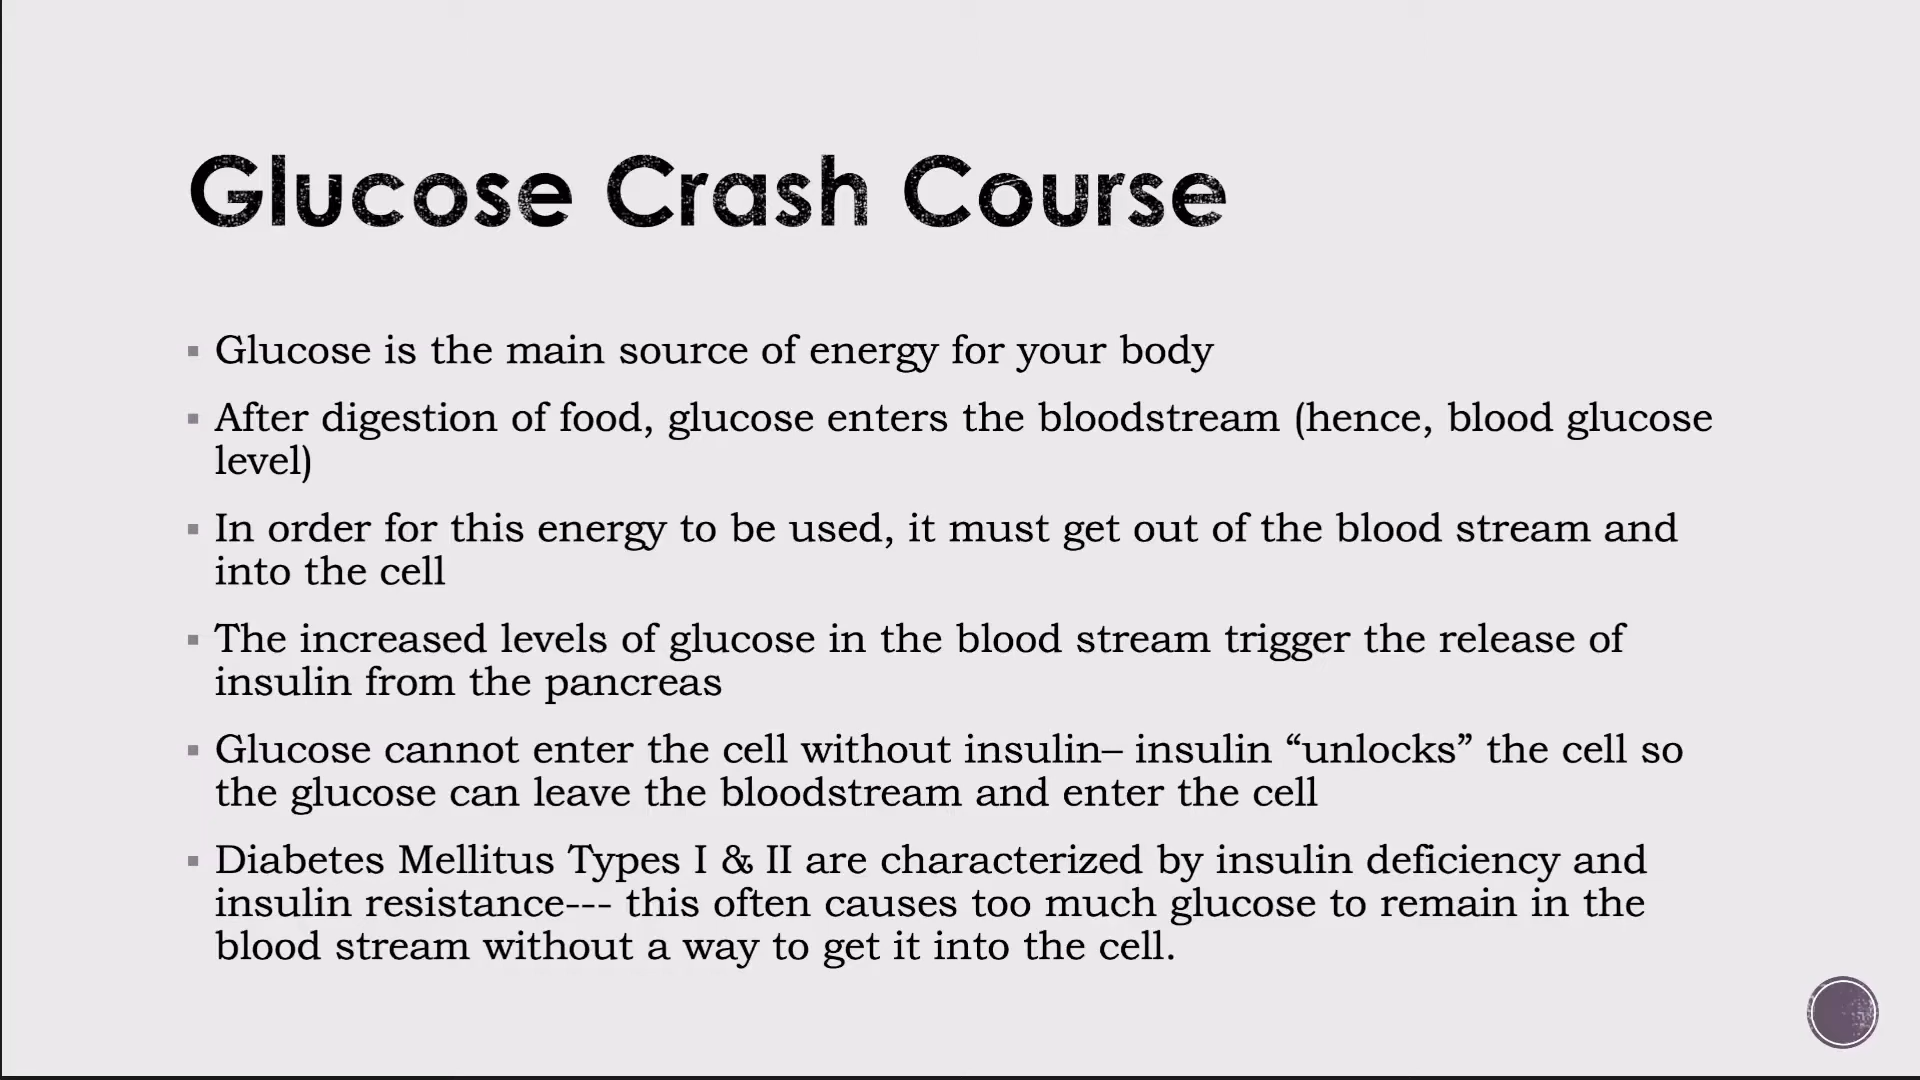 Glucose Crash Course
Glucose is the main source of energy for your body
After digestion of food, glucose enters the bloodstream (hence, blood glucose
level)
In order for this energy to be used, it must get out of the blood stream and
into the cell
The increased levels of glucose in the blood stream trigger the release of
insulin from the pancreas
Glucose cannot enter the cell without insulin– insulin “unlocks” the cell so
the glucose can leave the bloodstream and enter the cell
Diabetes Mellitus Types I & II are characterized by insulin deficiency and
insulin resistance--- this often causes too much glucose to remain in the
blood stream without a way to get it into the cell.